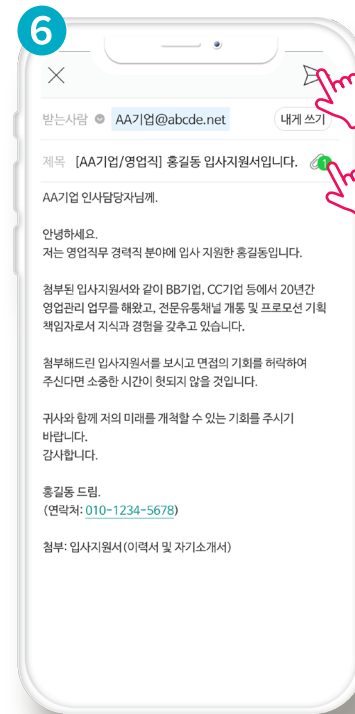 6
받는사람 AA기업@abcde.net 내게 쓰기
제목 [AA기업/영업직] 홍길동 입사지원서입니다. 1
AA기업 인사담당자님께.
안녕하세요.
저는 영업직무 경력직 분야에 입사 지원한 홍길동입니다.
첨부된 입사지원서와 같이 BB기업, CC기업 등에서 20년간
영업관리 업무를 해왔고, 전문유통채널 개통 및 프로모션 기획
책임자로서 지식과 경험을 갖추고 있습니다.
첨부해드린 입사지원서를 보시고 면접의 기회를 허락하여
주신다면 소중한 시간이 헛되지 않을 것입니다.
귀사와 함께 저의 미래를 개척할 수 있는 기회를 주시기
바랍니다.
감사합니다.
홍길동 드림.
(연락처: 010-1234-5678)
첨부: 입사지원서(이력서 및 자기소개서)